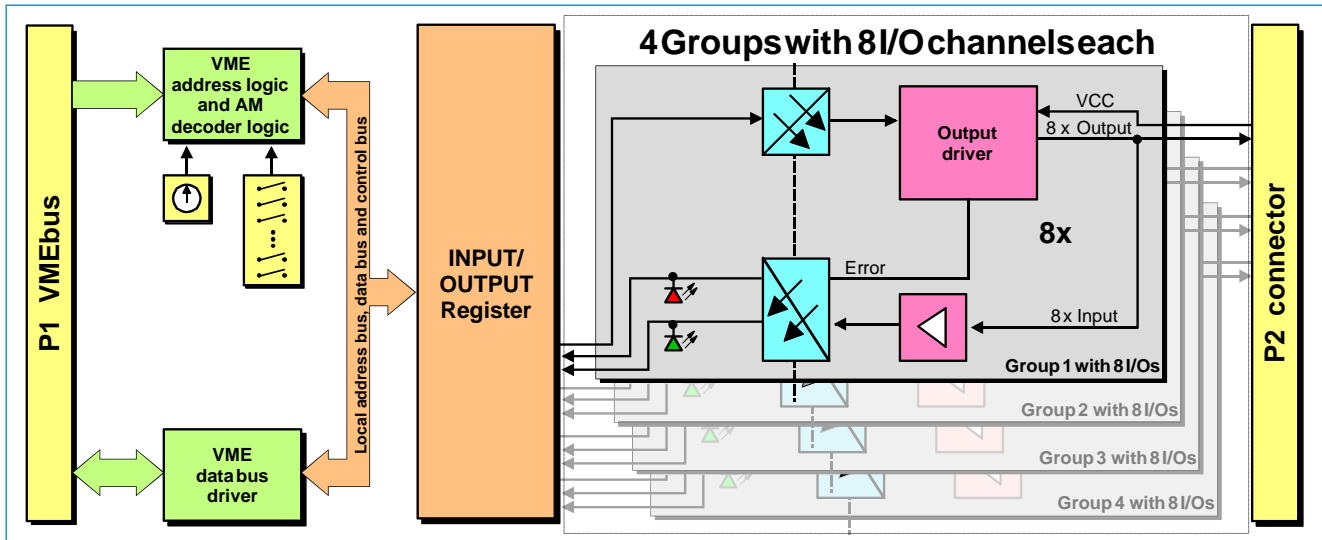 4 Groups with 8 I/O channels each
P1 VMEbus
VME
address logic
and AM
decoder logic
Local address bus, data bus and control bus
VME
data bus
driver
INPUT/
OUTPUT
Register
Output
driver
VCC
8 x Output
8x
Error
8 x Input
Group 1 with 8 I/Os
Group 2 with 8 I/Os
Group 3 with 8 I/Os
Group 4 with 8 I/Os
P2 connector